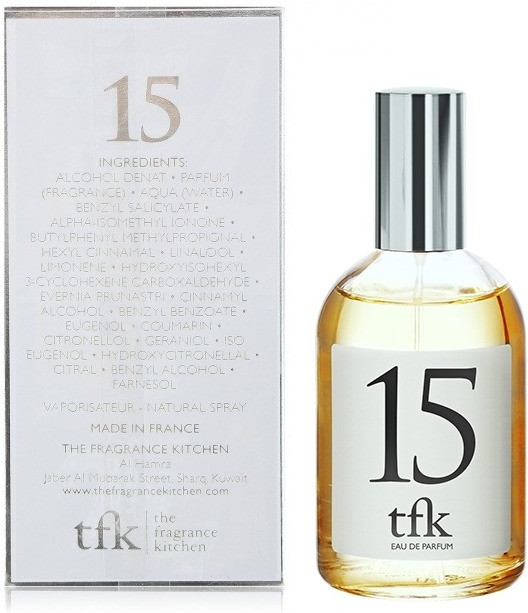 15
INGREDIENTS:
ALCOHOL DENAT • PARFUM
(FRAGRANCE) • AQUA (WATER) •
BENZYL SALICYLATE •
ALPHA-ISOMETHYL IONONE •
BUTYLPHENYL METHYLPROPIONAL •
HEXYL CINNAMAL • LINALOOL •
LIMONENE • HYDROXYISOHEXYL
3-CYCLOHEXENE CARBOXALDEHYDE •
EVERNIA PRUNASTRI • CINNAMYL
ALCOHOL • BENZYL BENZOATE •
EUGENOL • COUMARIN •
CITRONELLOL • GERANIOL • ISO
EUGENOL • HYDROXYCITRONELLAL •
CITRAL • BENZYL ALCOHOL •
FARNESOL
VAPORISATEUR - NATURAL SPRAY
MADE IN FRANCE
THE FRAGRANCE KITCHEN
Al Hamra
Jaber Al Mubarak Street, Sharq, Kuwait
www.thefragrancekitchen.com
tfk the
fragrance
kitchen
15
tfk
EAU DE PARFUM